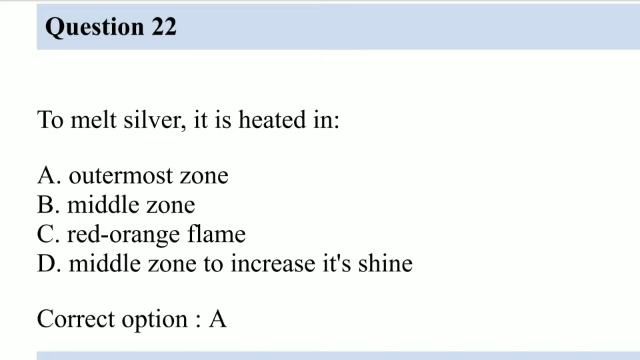 Question 22
To melt silver, it is heated in:
A. outermost zone
B. middle zone
C. red-orange flame
D. middle zone to increase it's shine
Correct option : A